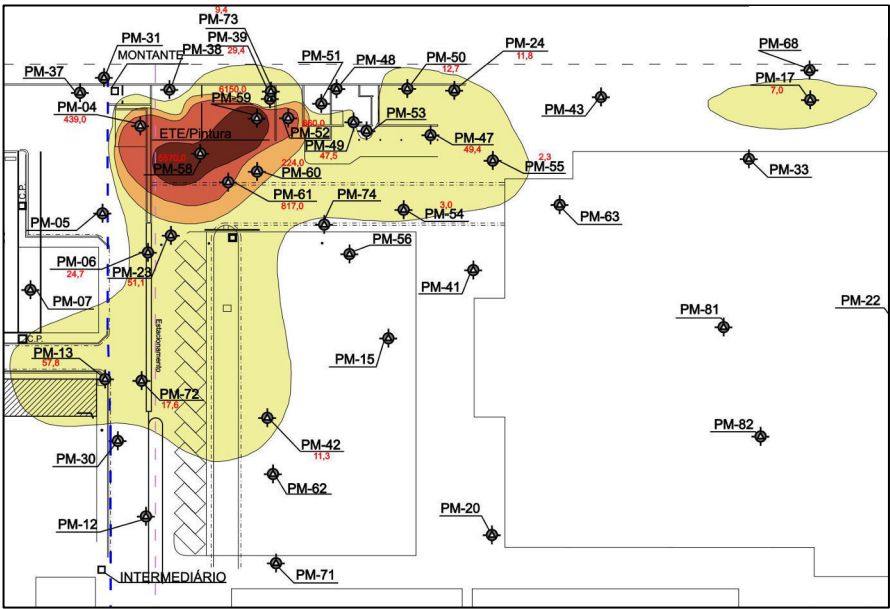 9,4
PM-73
PM-31
PM-39
PM-51
MONTANTE
PM-38 29,4
PM-48
PM-50
12,7
PM-24
11,8
PM-68
PM-37
PM-17
7,0
PM-04
439,0
6150,0
PM-59
PM-43
ETE/Pintura
860,0
PM-52
PM-53
PM-49
47,5
PM-47
49,4
5570,0
PM-58
224,0
PM-60
2,3
PM-55
PM-33
PM-61
817,0
PM-74
3,0
PM-54
C.P.
PM-05
PM-63
PM-06
24,7
PM-23
51,1
PM-56
PM-07
PM-41
PM-81
PM-22
C.P.
Estacionamento
PM-13
57,8
PM-15
PM-72
17,6
PM-42
11,3
PM-82
PM-30
PM-62
PM-12
PM-20
INTERMEDIÁRIO
PM-71